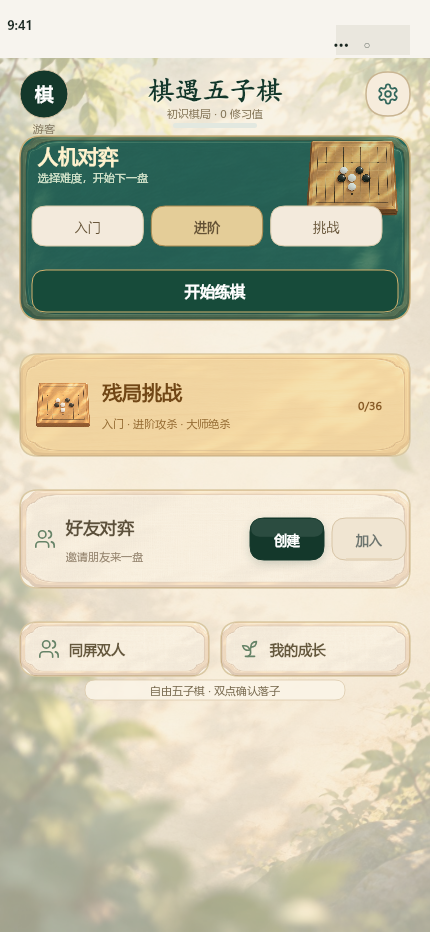 9:41
棋
棋遇五子棋
初识棋局 · 0 修习值
游客
人机对弈
选择难度，开始下一盘
入门
进阶
挑战
开始练棋
残局挑战
入门 · 进阶攻杀 · 大师绝杀
0/36
好友对弈
邀请朋友来一盘
创建
加入
同屏双人
我的成长
自由五子棋 · 双点确认落子